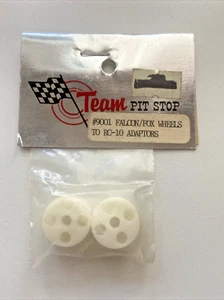 Team PIT STOP
#9001 FALCON/FOX WHEELS
TO RC-10 ADAPTORS